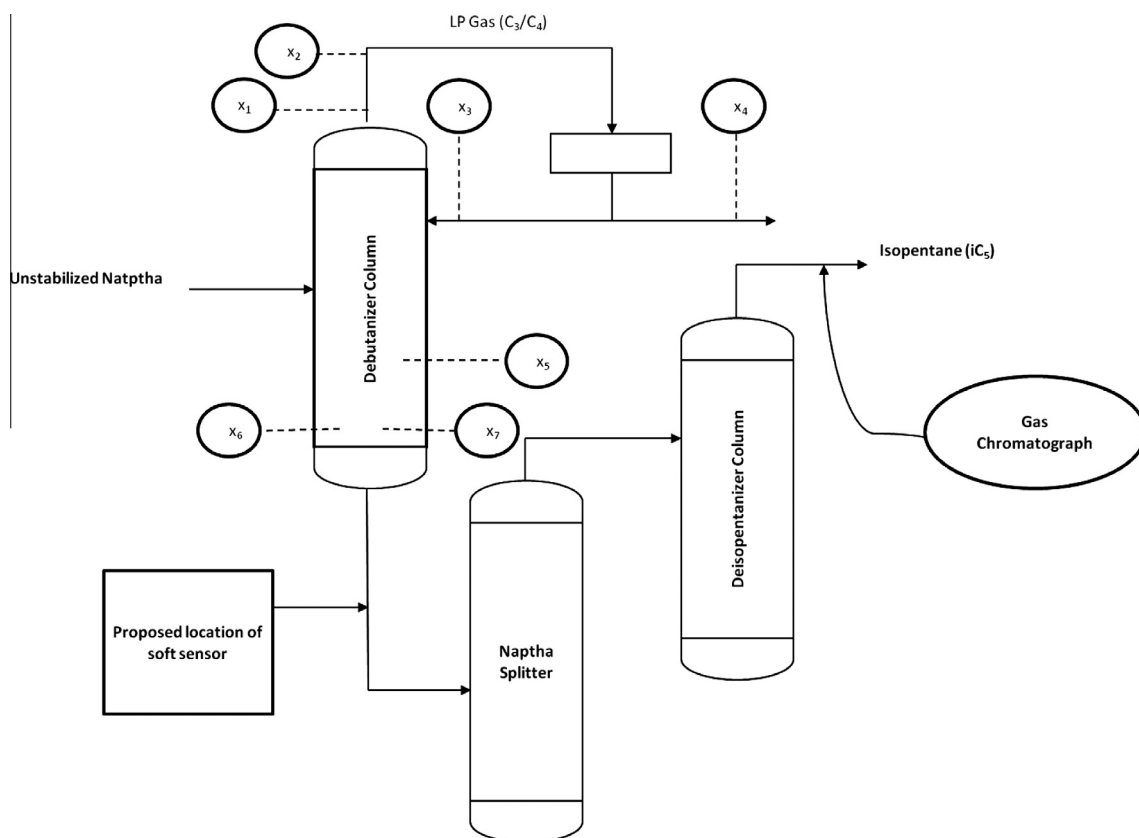 LP Gas (C₃/C₄)
x₂
x₁
x₃
x₄
Isopentane (iC₅)
Unstabilized Natptha
Debutanizer Column
x₅
x₆
x₇
Gas
Chromatograph
Deisopentanizer Column
Proposed location of
soft sensor
Naptha
Splitter